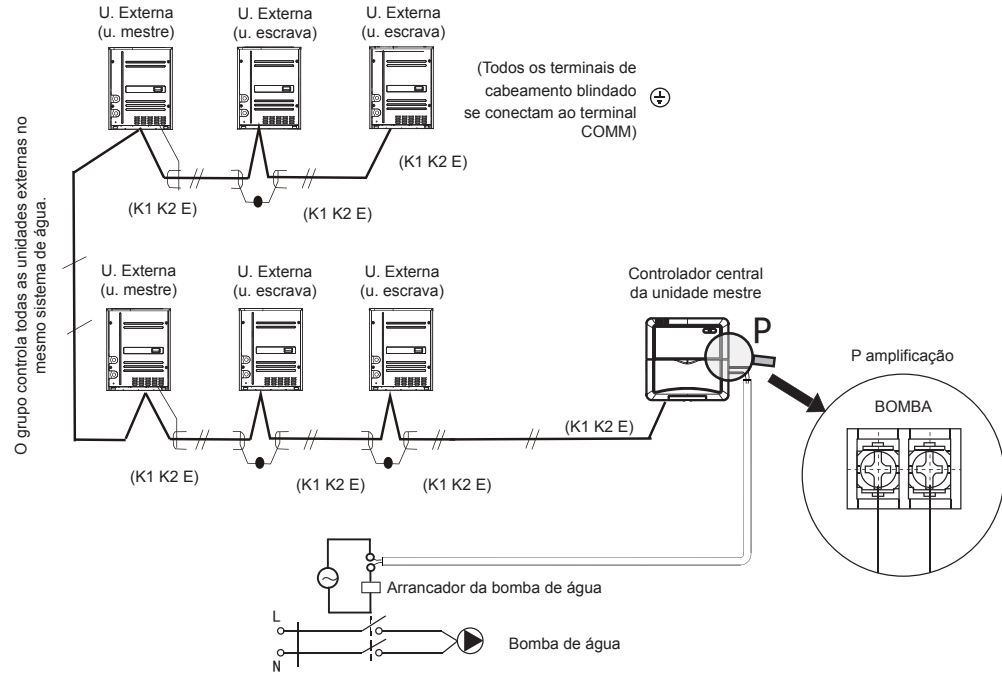 U. Externa
(u. mestre)
U. Externa
(u. escrava)
U. Externa
(u. escrava)
(Todos os terminais de
cabeamento blindado
se conectam ao terminal
COMM)
(K1 K2 E)
(K1 K2 E)
(K1 K2 E)
O grupo controla todas as unidades externas no
mesmo sistema de água.
U. Externa
(u. mestre)
U. Externa
(u. escrava)
U. Externa
(u. escrava)
Controlador central
da unidade mestre
P
P amplificação
BOMBA
(K1 K2 E)
(K1 K2 E)
(K1 K2 E)
(K1 K2 E)
Arrancador da bomba de água
L
N
Bomba de água